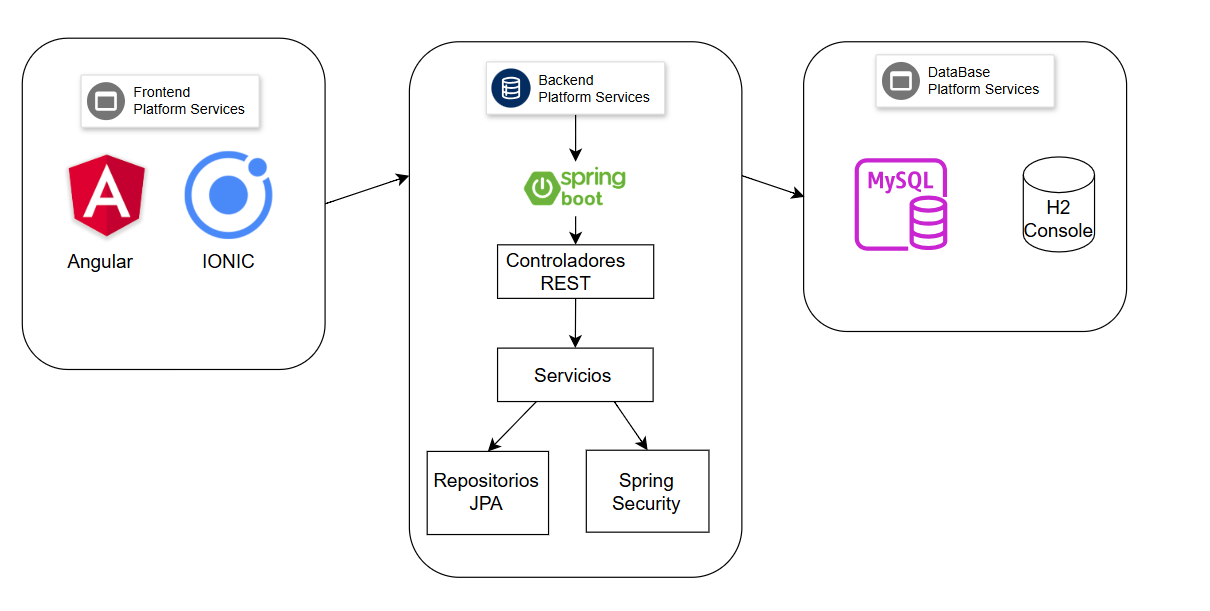 Frontend
Platform Services
Angular
IONIC
Backend
Platform Services
spring
boot
Controladores
REST
Servicios
Repositorios
JPA
Spring
Security
DataBase
Platform Services
MySQL
H2
Console